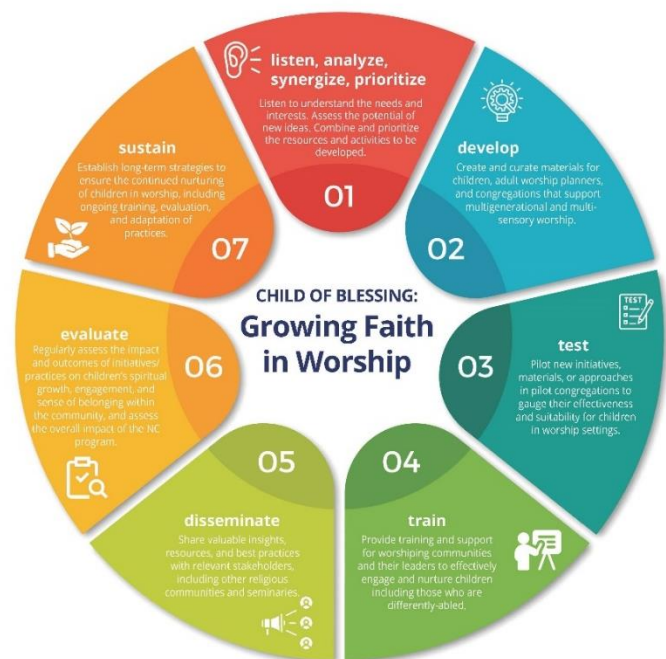 listen, analyze,
synergize, prioritize
Listen to understand the needs and
interests. Assess the potential of
new ideas. Combine and prioritize
the resources and activities to be
developed.
01
develop
Create and curate materials for
children, adult worship planners,
and congregations that support
multigenerational and multi-
sensory worship.
02
TEST
test
Pilot new initiatives,
materials, or approaches
in pilot congregations to
gauge their effectiveness
and suitability for children
in worship settings.
03
04
train
Provide training and support
for worshiping communities
and their leaders to effectively
engage and nurture children
including those who are
differently-abled.
05
disseminate
Share valuable insights,
resources, and best practices
with relevant stakeholders,
including other religious
communities and seminaries.
06
evaluate
Regularly assess the impact
and outcomes of initiatives/
practices on children's spiritual
growth, engagement, and
sense of belonging within
the community, and assess
the overall impact of the NC
program.
07
sustain
Establish long-term strategies to
ensure the continued nurturing
of children in worship, including
ongoing training, evaluation,
and adaptation of
practices.
CHILD OF BLESSING:
Growing Faith
in Worship